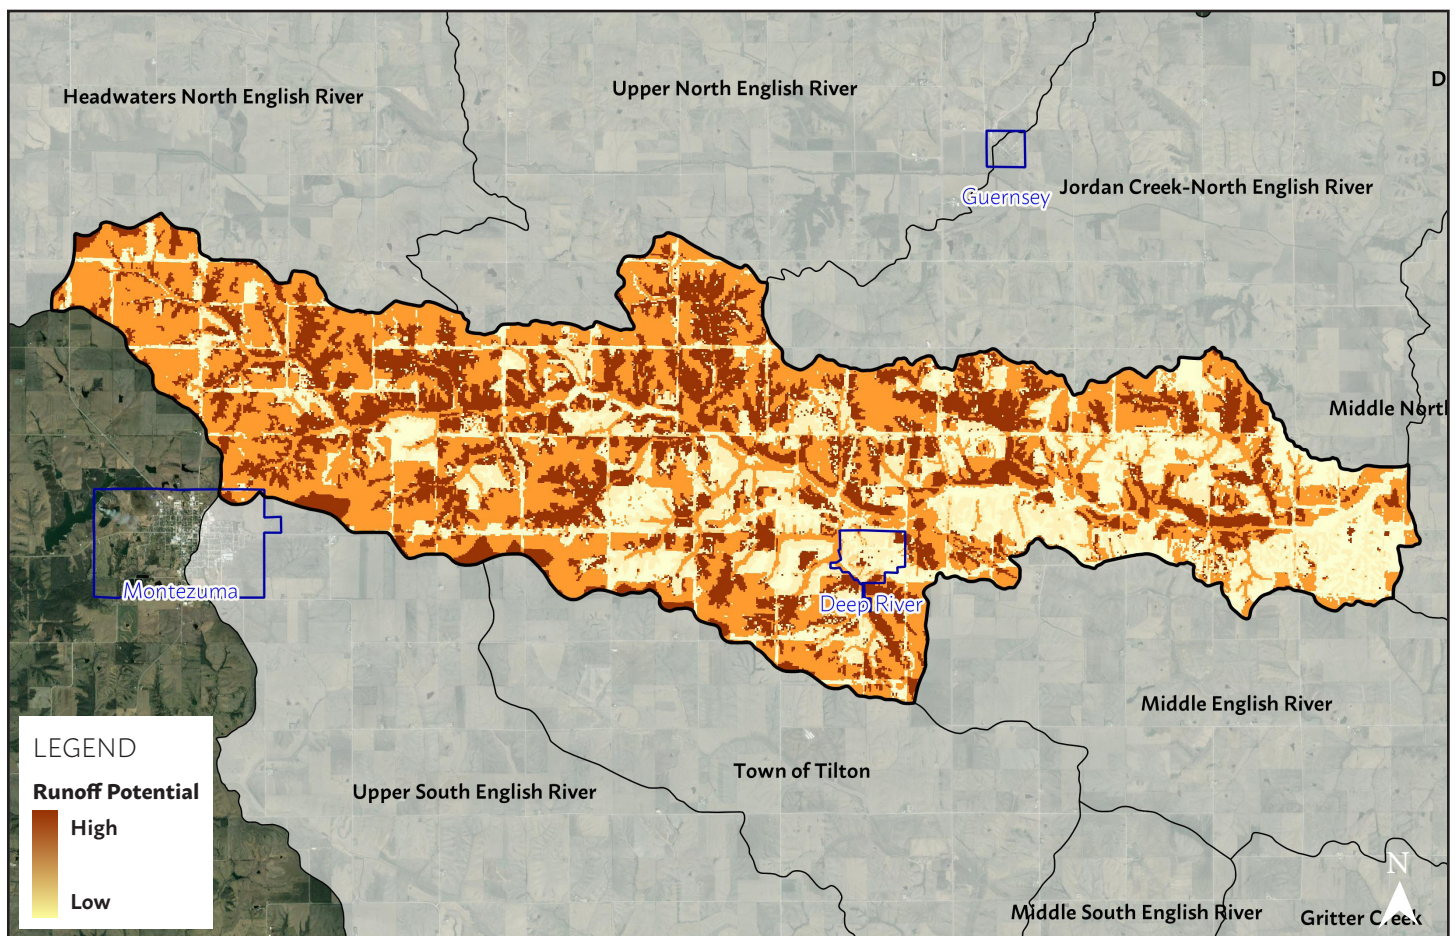 D
Upper North English River
Headwaters North English River
Jordan Creek-North English River
Guernsey
Middle North
Montezuma
Deep River
Middle English River
Town of Tilton
Upper South English River
LEGEND
Runoff Potential
High
Low
N
Middle South English River
Gritter Creek